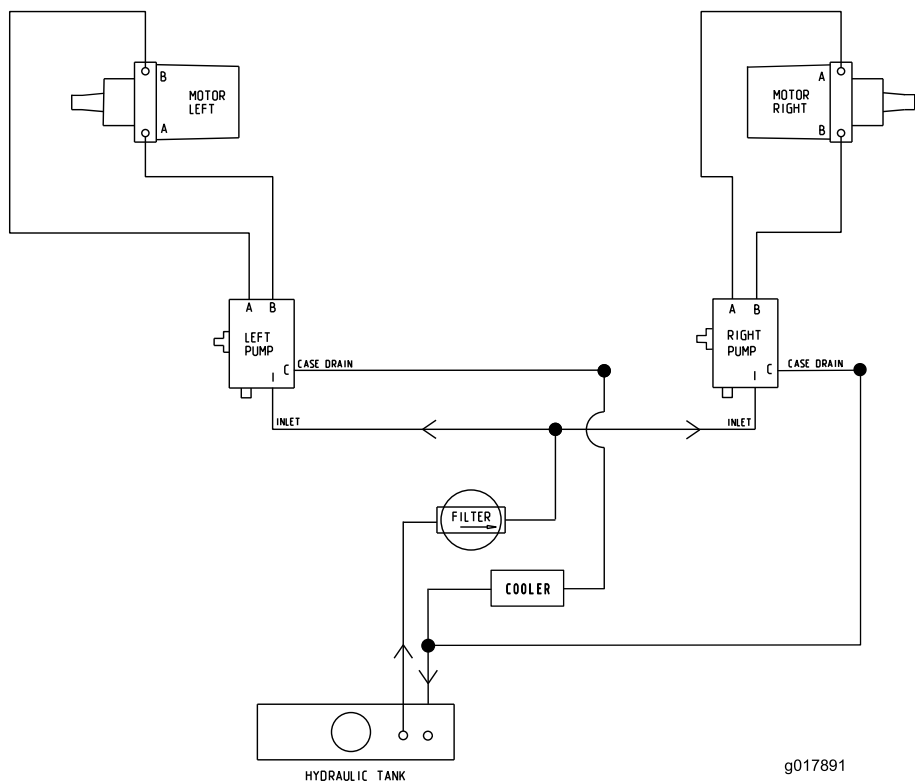 B
MOTOR
LEFT
A
A
MOTOR
RIGHT
B
A B
LEFT
PUMP
C
I
CASE DRAIN
INLET
A B
RIGHT
PUMP
C
I
CASE DRAIN
INLET
FILTER
COOLER
HYDRAULIC TANK
g017891